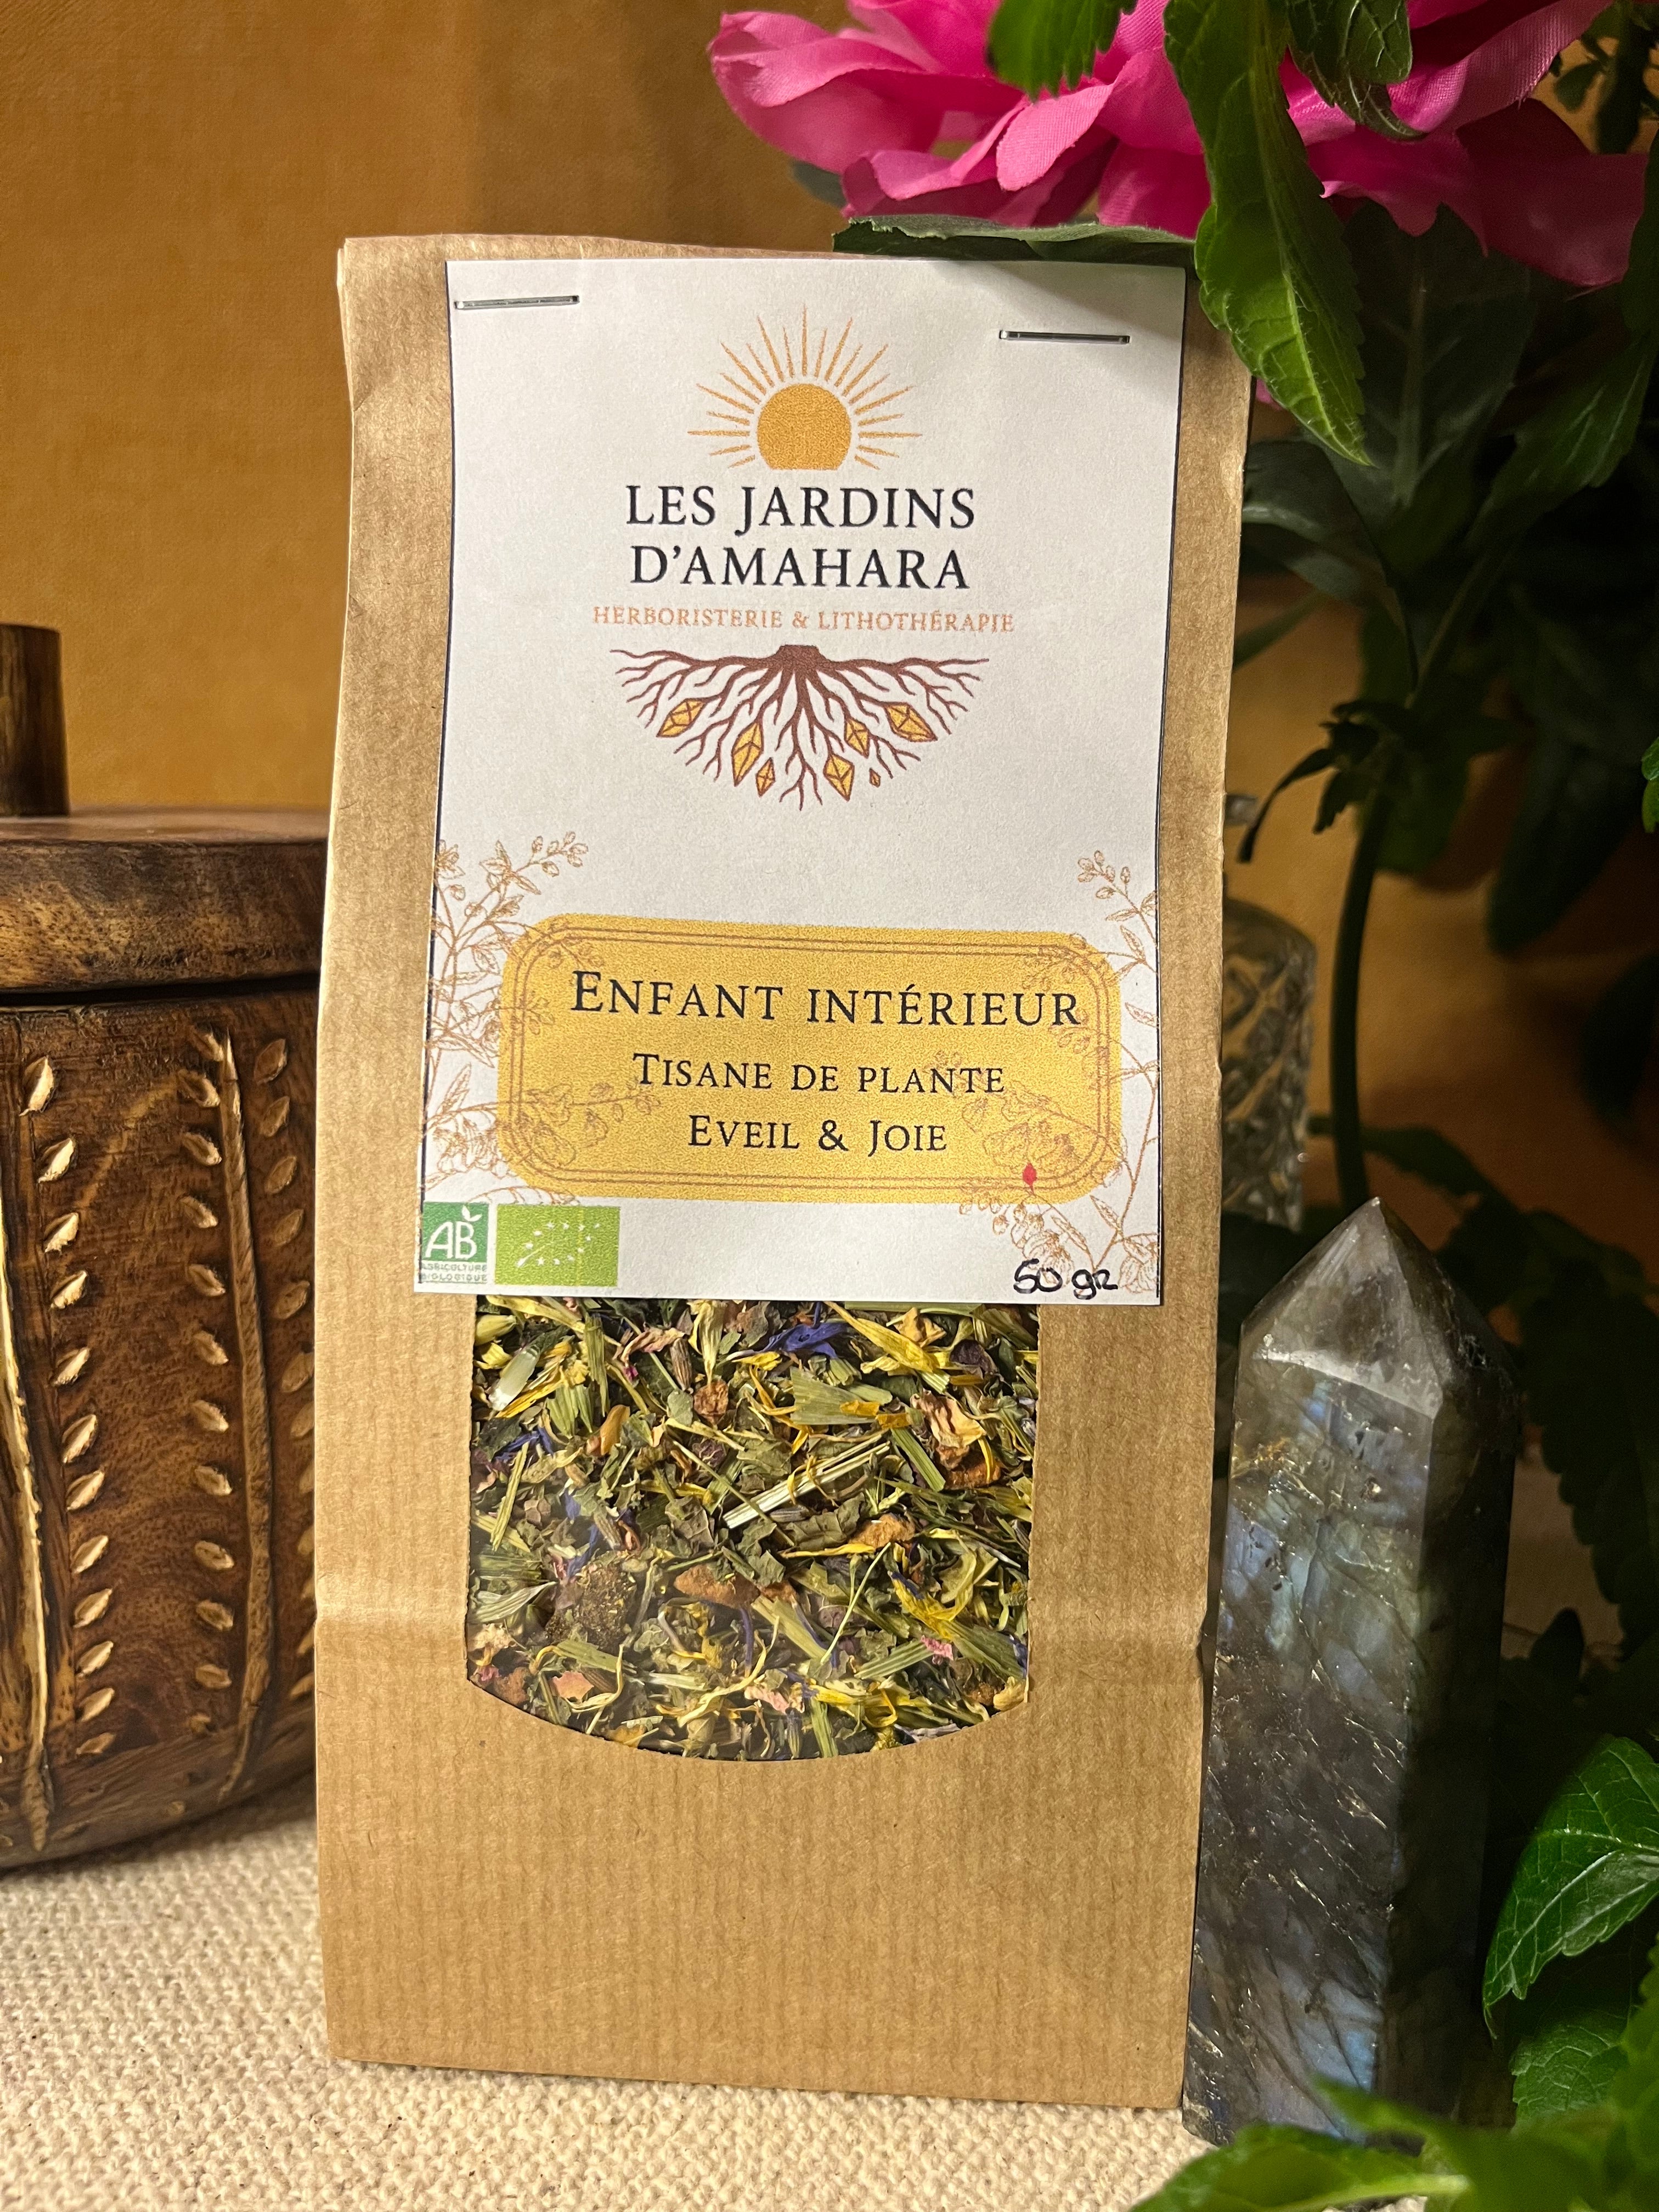 LES JARDINS
D'AMAHARA
HERBORISTERIE & LITHOTHÉRAPIE
ENFANT INTÉRIEUR
TISANE DE PLANTE
EVEIL & JOIE
AB
AGRICULTURE
BIOLOGIQUE
50 gr